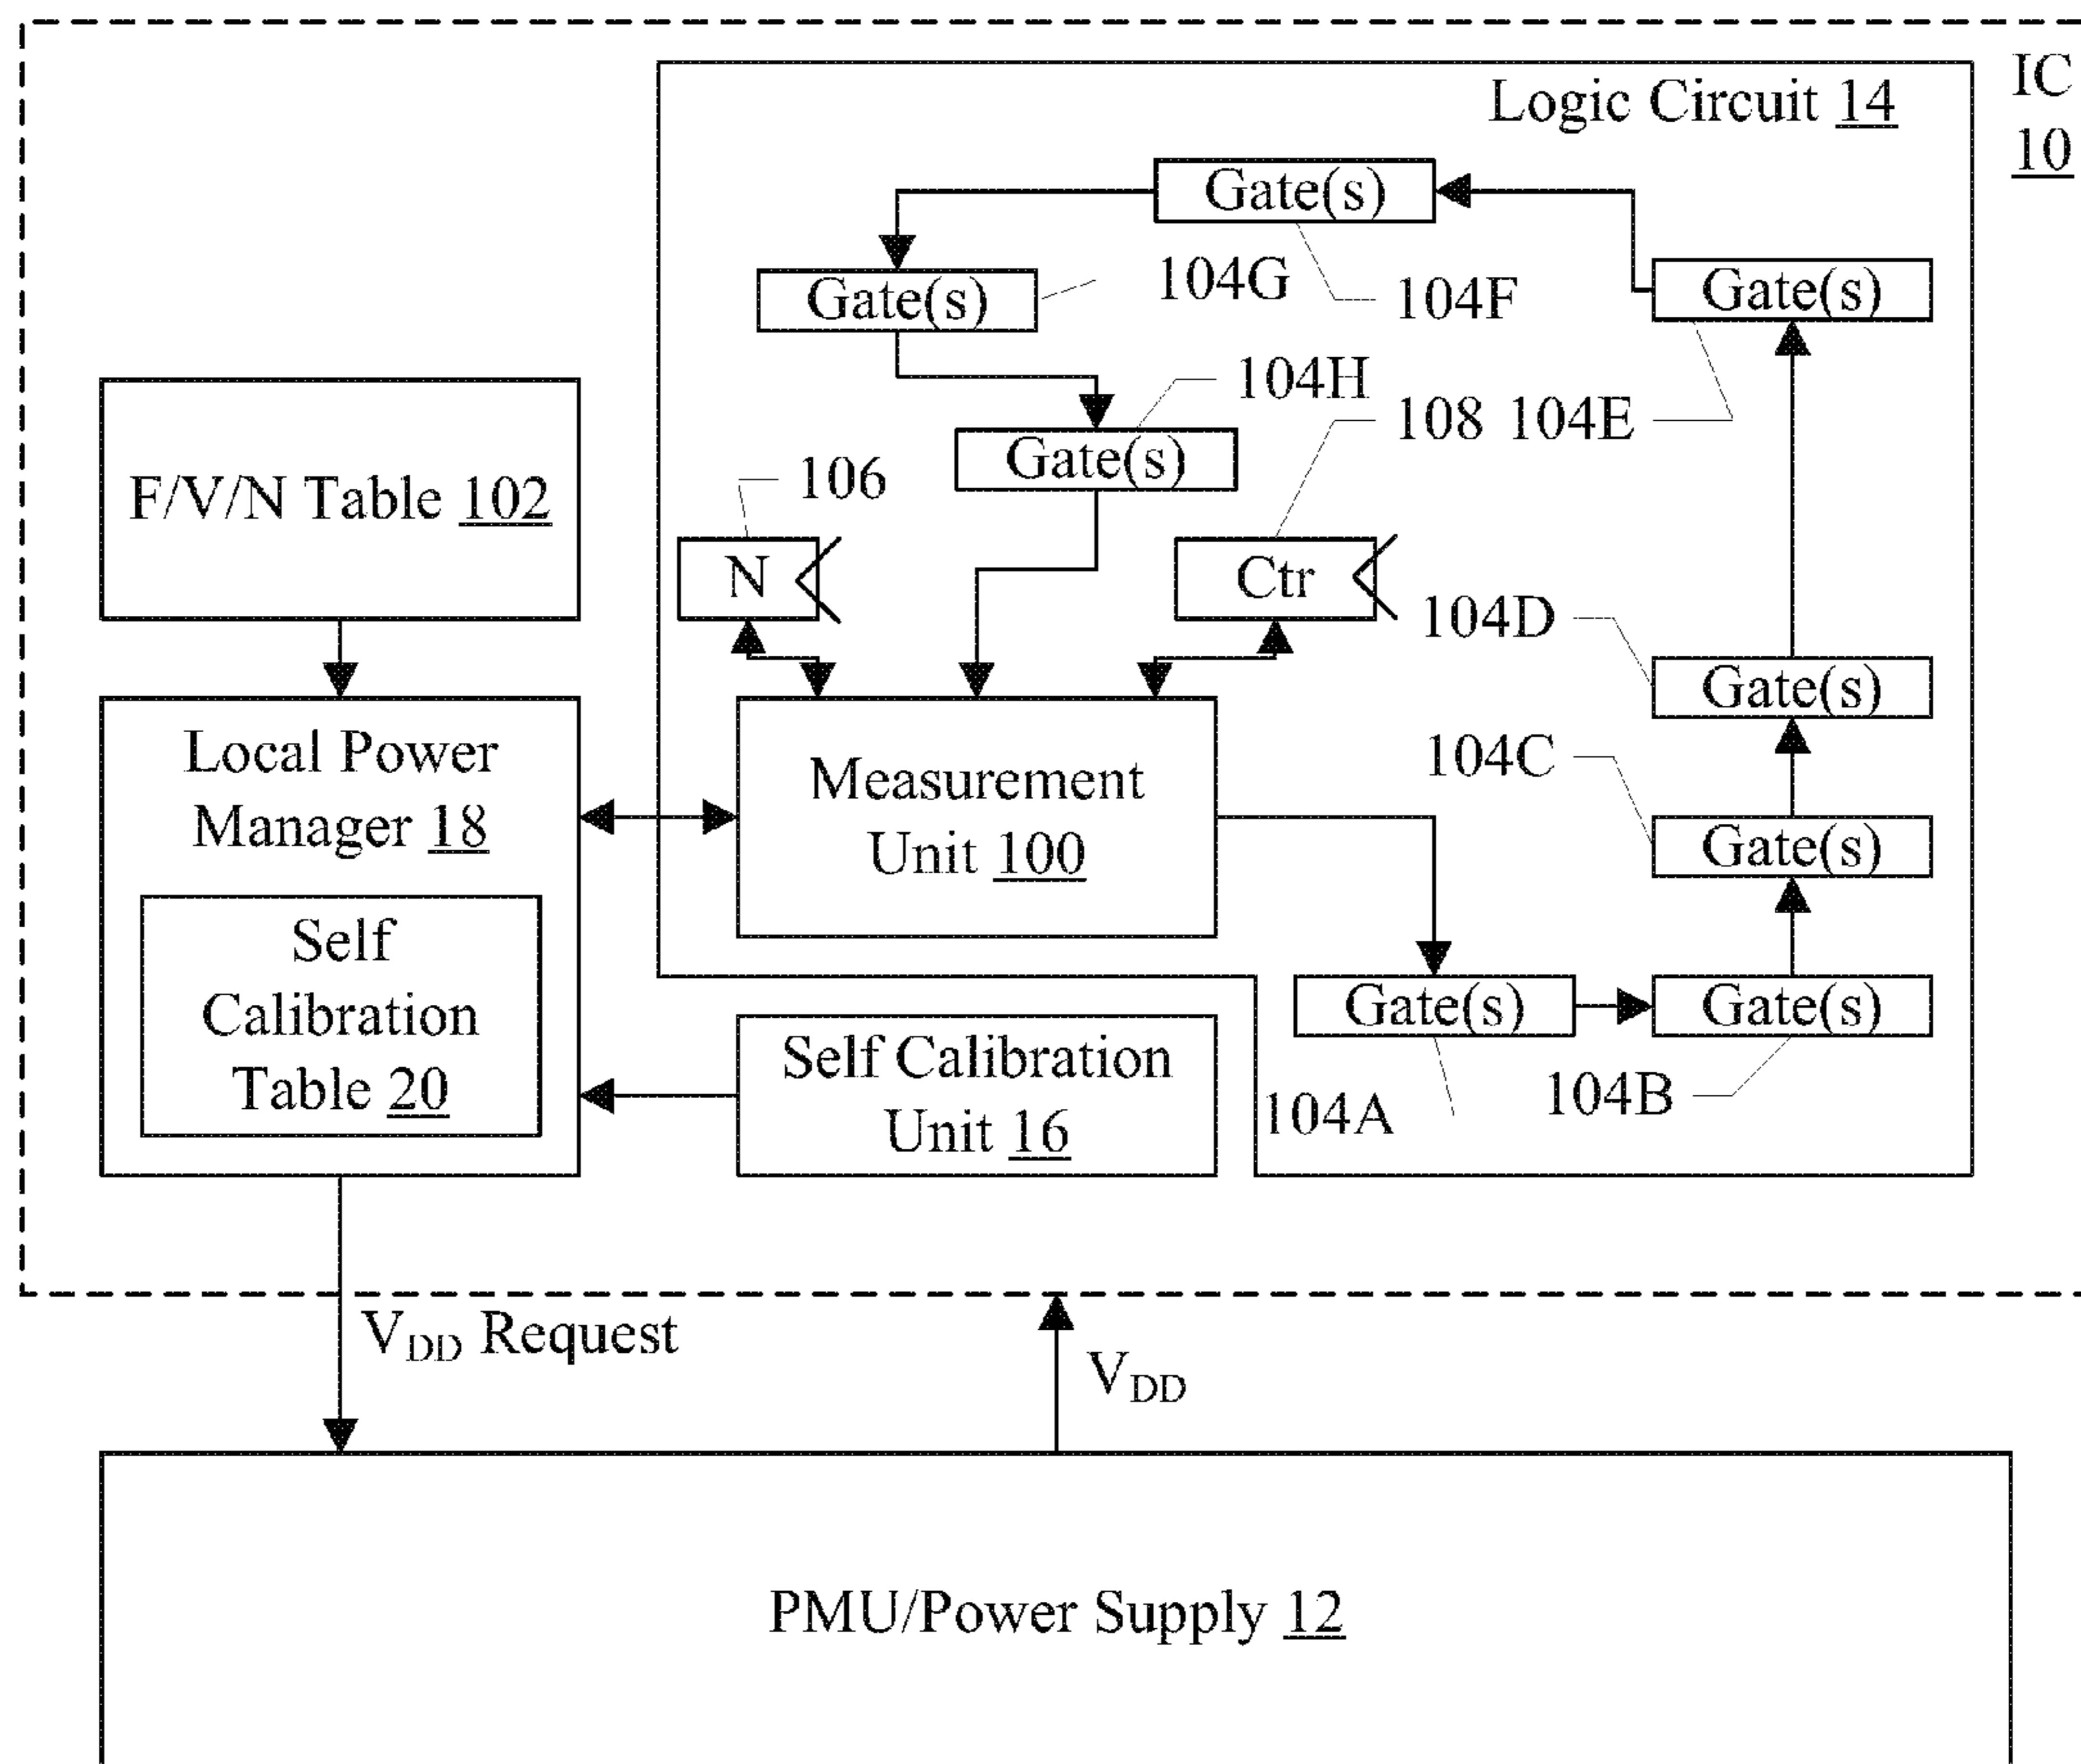 IC
10
Logic Circuit 14
Gate(s)
104F
Gate(s)
104G
Gate(s)
104E
Gate(s)
104H
108
106
F/V/N Table 102
N
Ctr
104D
Gate(s)
Local Power
Manager 18
Measurement
Unit 100
104C
Gate(s)
Self
Calibration
Table 20
Gate(s)
Gate(s)
104A
104B
Self Calibration
Unit 16
VDD Request
VDD
PMU/Power Supply 12